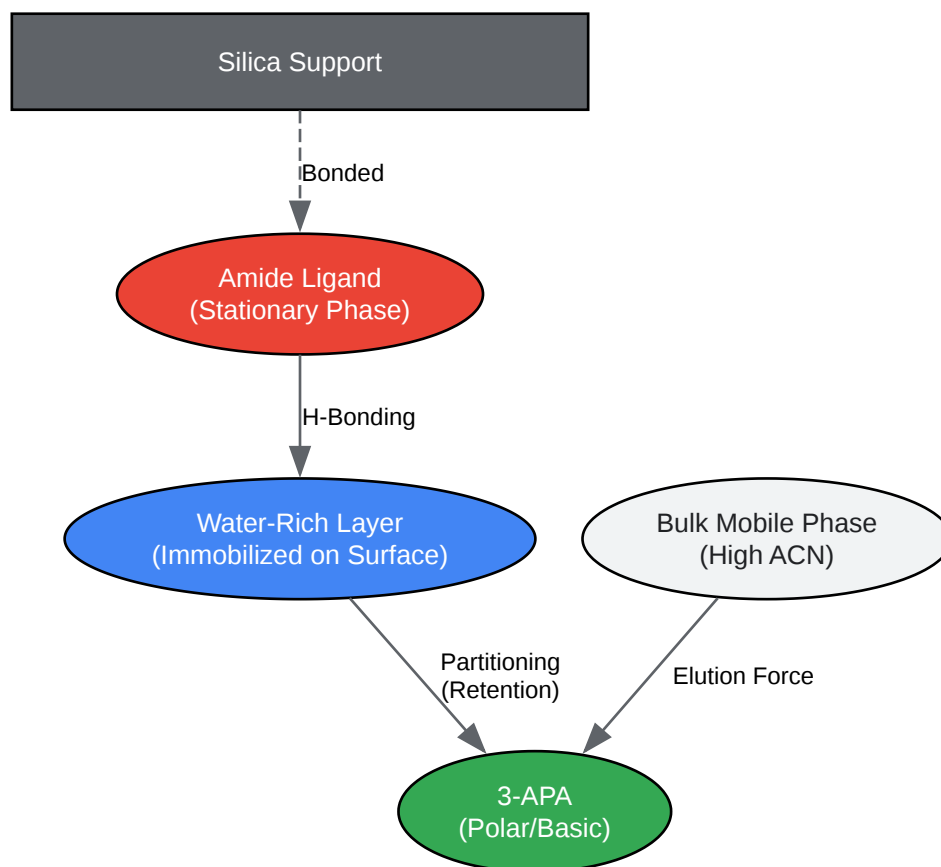 Silica Support
Bonded
Amide Ligand
(Stationary Phase)
H-Bonding
Water-Rich Layer
(Immobilized on Surface)
Bulk Mobile Phase
(High ACN)
Partitioning
(Retention)
Elution Force
3-APA
(Polar/Basic)